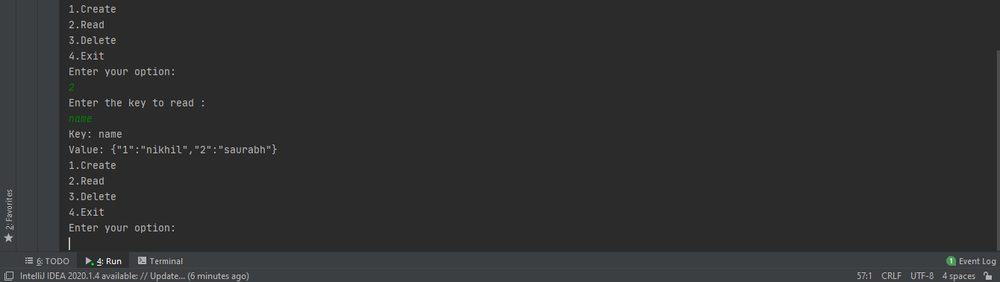 1.Create
2.Read
3.Delete
4.Exit
Enter your option:
2
Enter the key to read :
name
Key: name
Value: {"1":"nikhil","2":"saurabh"}
1.Create
2.Read
3.Delete
4.Exit
Enter your option:
2: Favorites
6: TODO 4: Run Terminal 1 Event Log
IntelliJ IDEA 2020.1.4 available: // Update... (6 minutes ago) 57:1 CRLF UTF-8 4 spaces